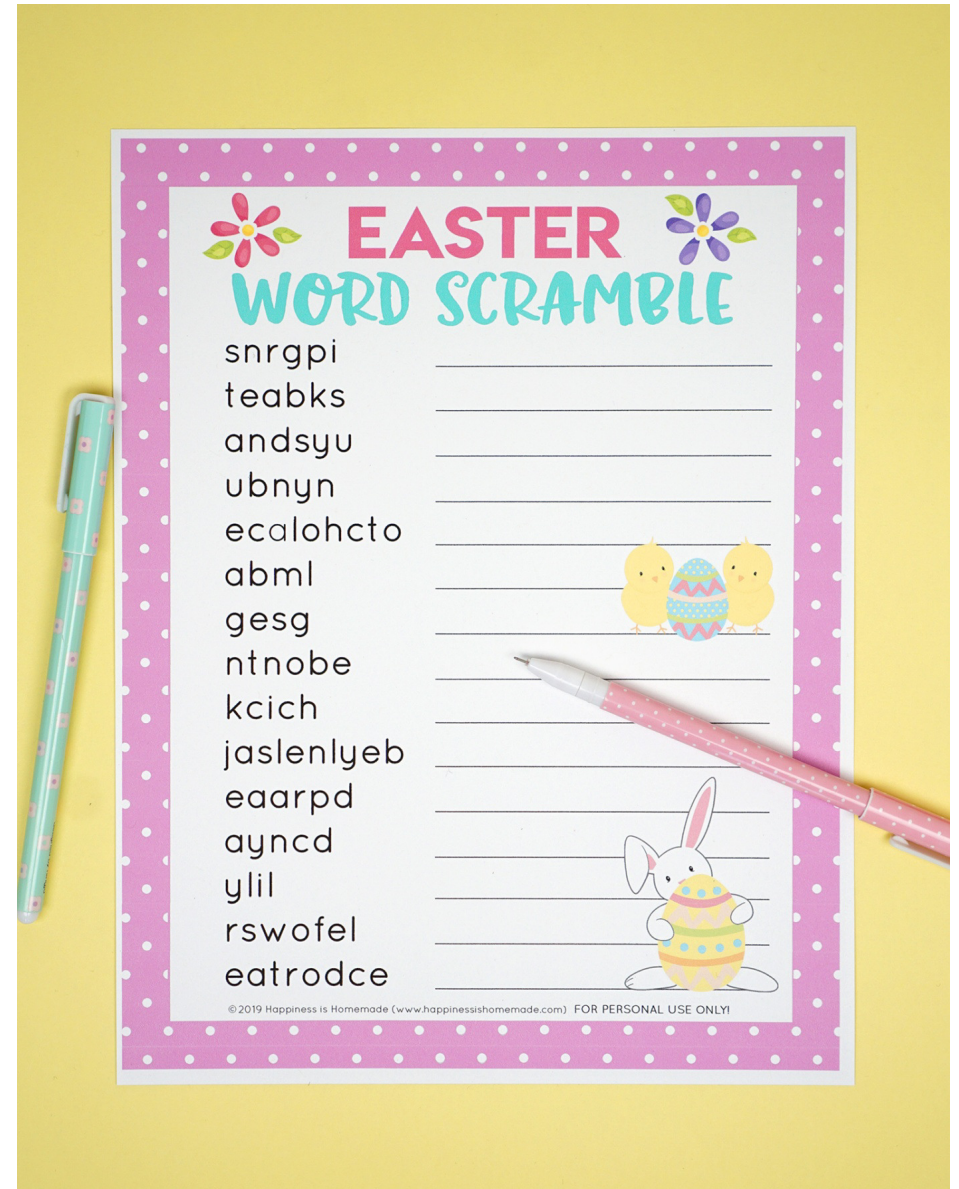 EASTER
WORD SCRAMBLE
snrgpi
teabks
andsyu
ubnyn
ecalohcto
abml
gesg
ntnobe
kcich
jaslenlyeb
eaarpd
ayncd
ylil
rswofel
eatrodce
©2019 Happiness is Homemade (www.happinessishomemade.com) FOR PERSONAL USE ONLY!